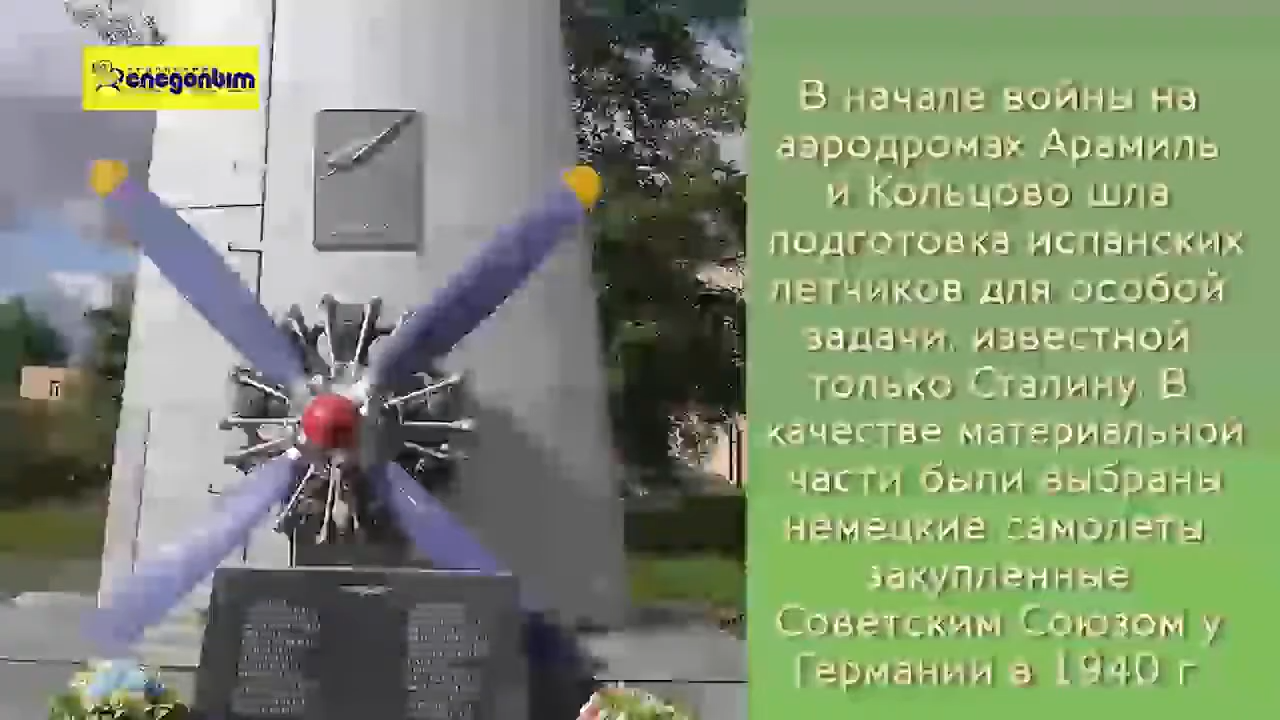 Следопыт
В начале войны на
аэродромах Арамиль
и Кольцово шла
подготовка испанских
летчиков для особой
задачи, известной
только Сталину. В
качестве материальной
части были выбраны
немецкие самолеты
закупленные
Советским Союзом у
Германии в 1940 г